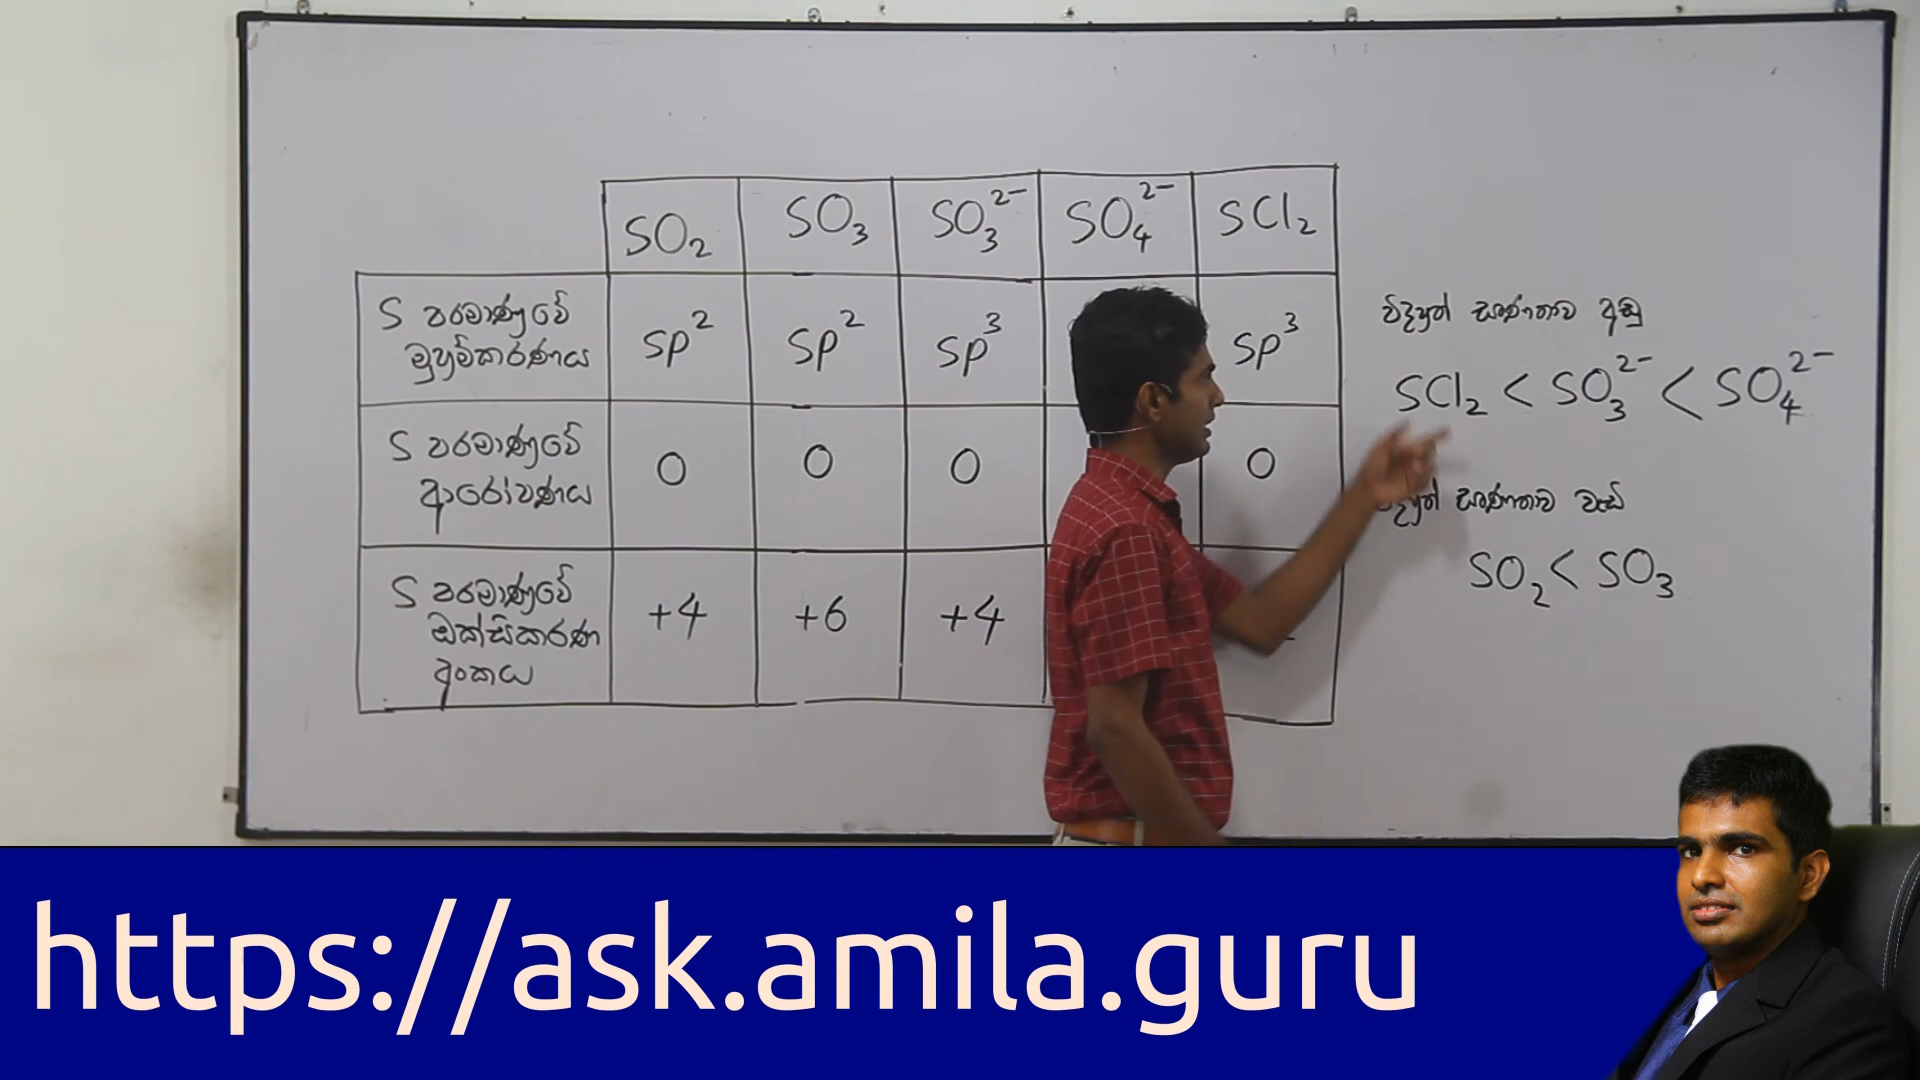 SO₂ SO₃ SO₃²⁻ SO₄²⁻ SCl₂
S පරමාණුවේ
මුහුම්කරණය
sp² sp² sp³ sp³
S පරමාණුවේ
ආරෝපණය
0 0 0 0
S පරමාණුවේ
ඔක්සිකරණ
අංකය
+4 +6 +4
විද්‍යුත් සෘණතාව අඩු
SCl₂ < SO₃²⁻ < SO₄²⁻
සෘණතාව වැඩි
SO₂ < SO₃
https://ask.amila.guru